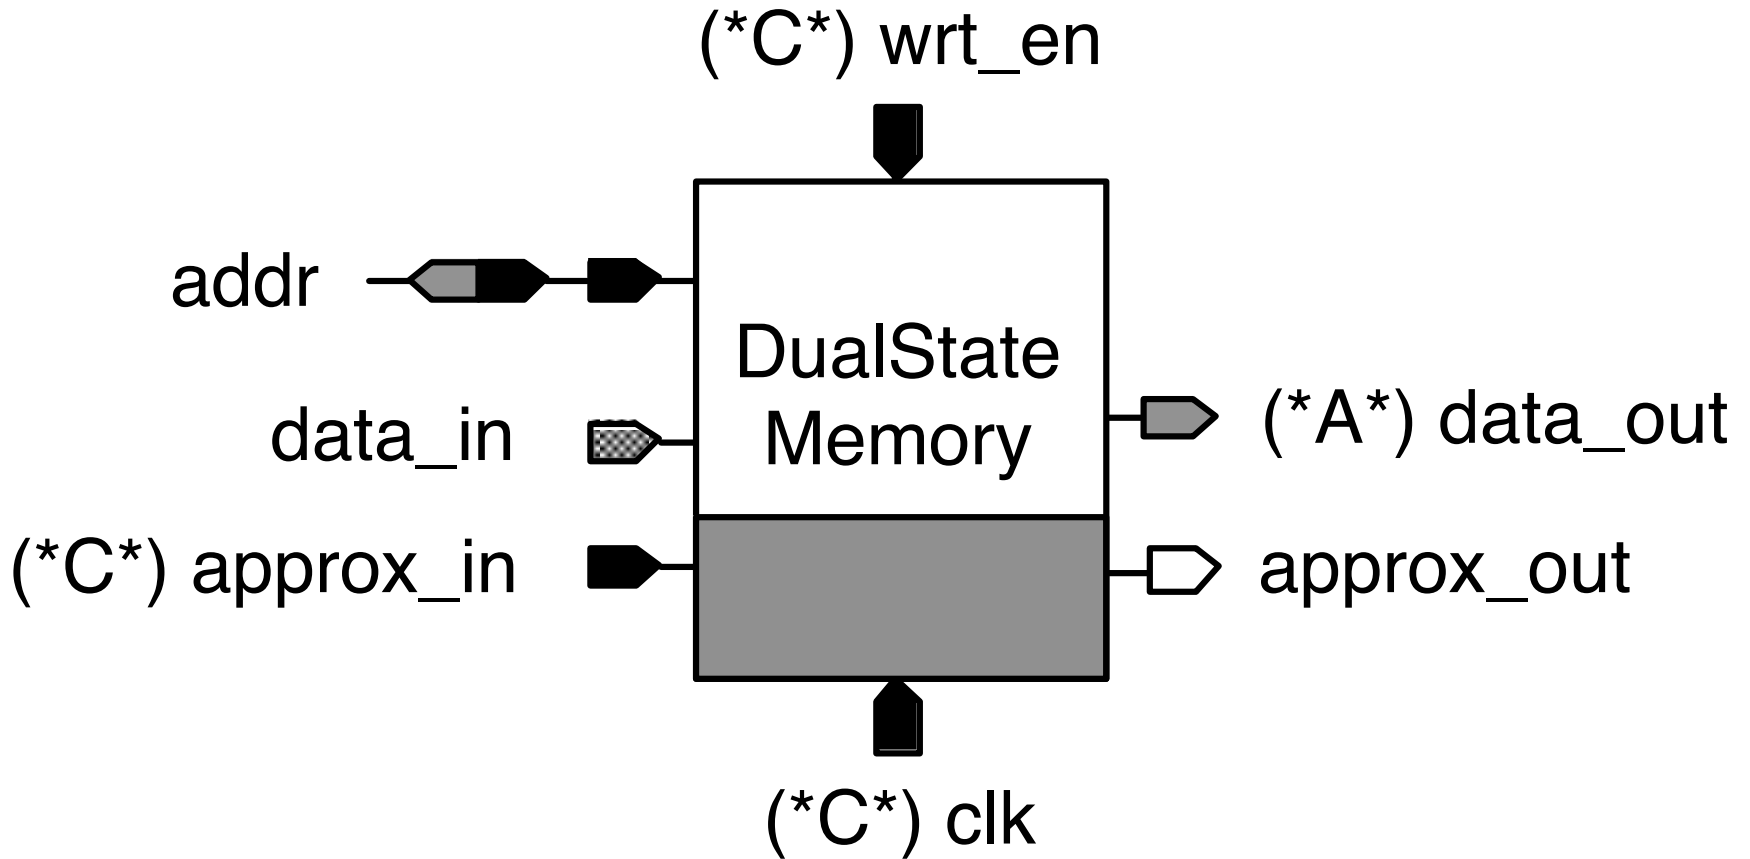 (*C*) wrt_en
addr
DualState
Memory
data_in
(*A*) data_out
(*C*) approx_in
approx_out
(*C*) clk